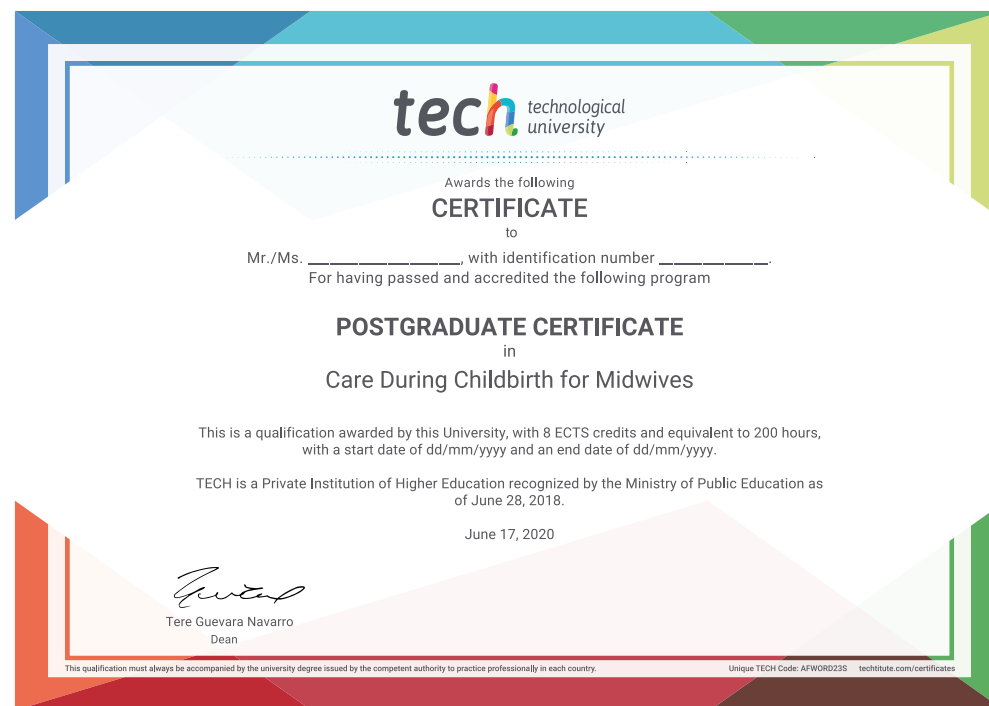 tech technological
university
Awards the following
CERTIFICATE
to
Mr./Ms. ____________________, with identification number ______________.
For having passed and accredited the following program
POSTGRADUATE CERTIFICATE
in
Care During Childbirth for Midwives
This is a qualification awarded by this University, with 8 ECTS credits and equivalent to 200 hours,
with a start date of dd/mm/yyyy and an end date of dd/mm/yyyy.
TECH is a Private Institution of Higher Education recognized by the Ministry of Public Education as
of June 28, 2018.
June 17, 2020
Tere Guevara Navarro
Dean
This qualification must always be accompanied by the university degree issued by the competent authority to practice professionally in each country. Unique TECH Code: AFWORD23S techtitute.com/certificates